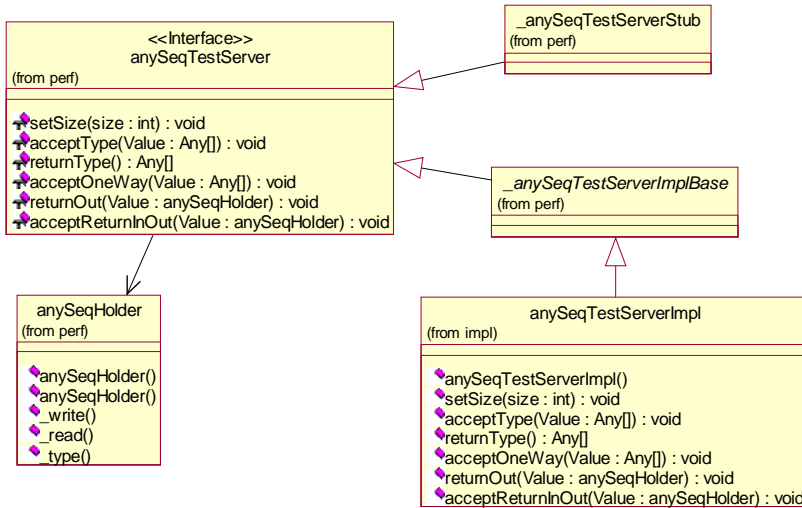 <<Interface>>
anySeqTestServer
(from perf)
setSize(size : int) : void
acceptType(Value : Any[]) : void
returnType() : Any[]
acceptOneWay(Value : Any[]) : void
returnOut(Value : anySeqHolder) : void
acceptReturnInOut(Value : anySeqHolder) : void
_anySeqTestServerStub
(from perf)
_anySeqTestServerImplBase
(from perf)
anySeqHolder
(from perf)
anySeqHolder()
anySeqHolder()
_write()
_read()
_type()
anySeqTestServerImpl
(from impl)
anySeqTestServerImpl()
setSize(size : int) : void
acceptType(Value : Any[]) : void
returnType() : Any[]
acceptOneWay(Value : Any[]) : void
returnOut(Value : anySeqHolder) : void
acceptReturnInOut(Value : anySeqHolder) : void